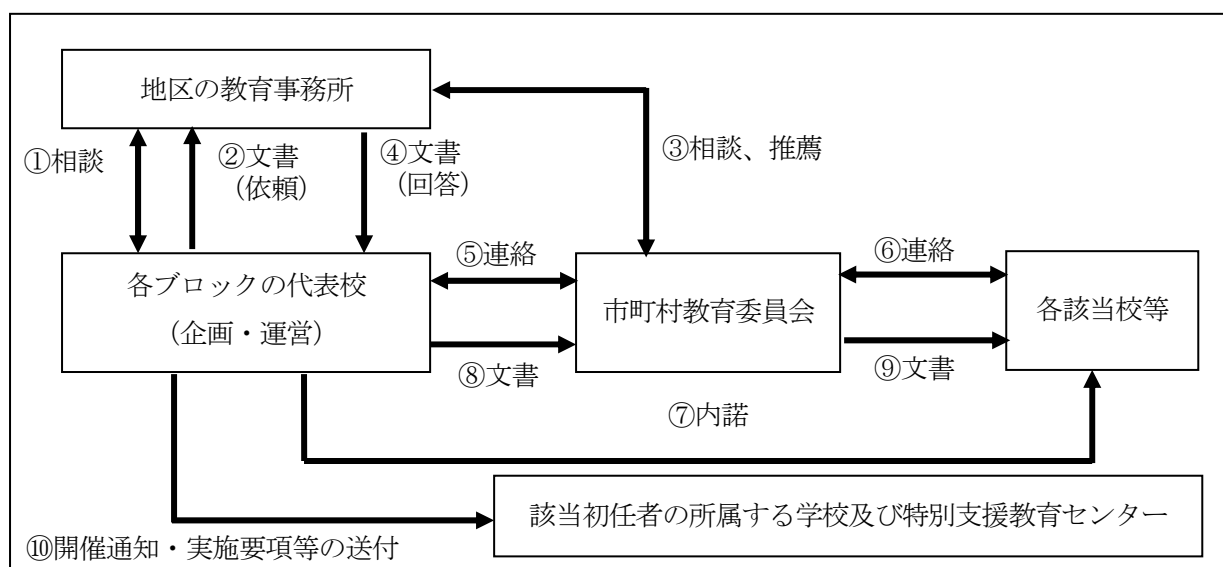 地区の教育事務所
①相談
②文書
(依頼)
④文書
(回答)
③相談、推薦
各ブロックの代表校
(企画・運営)
⑤連絡
⑧文書
市町村教育委員会
⑥連絡
⑨文書
各該当校等
⑦内諾
該当初任者の所属する学校及び特別支援教育センター
⑩開催通知・実施要項等の送付